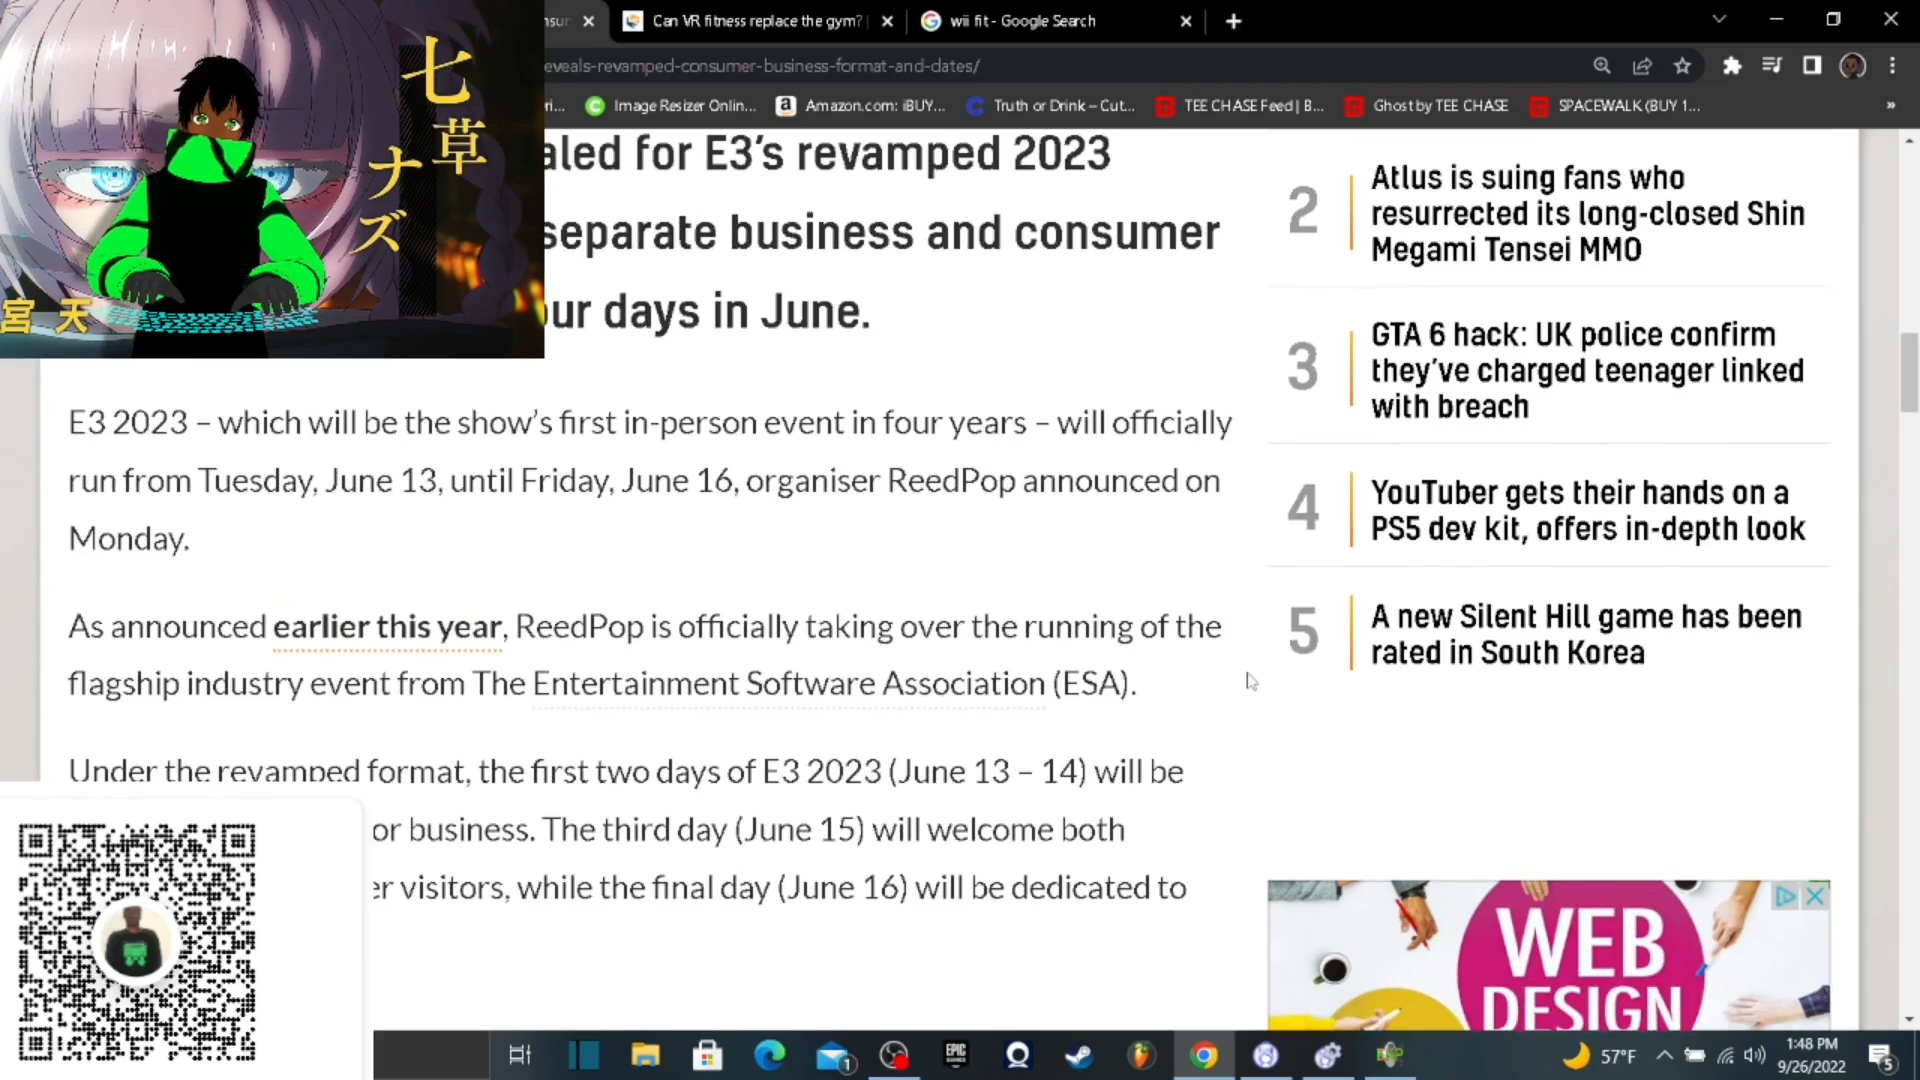 nsur
Can VR fitness replace the gym? |
wii fit - Google Search
eveals-revamped-consumer-business-format-and-dates/
ri...
Image Resizer Onlin...
Amazon.com: iBUY...
Truth or Drink – Cut...
TEE CHASE Feed | B...
Ghost by TEE CHASE
SPACEWALK (BUY 1...
»
七草
ナズ
宮 天
aled for E3’s revamped 2023
separate business and consumer
our days in June.
E3 2023 – which will be the show’s first in-person event in four years – will officially
run from Tuesday, June 13, until Friday, June 16, organiser ReedPop announced on
Monday.
As announced earlier this year, ReedPop is officially taking over the running of the
flagship industry event from The Entertainment Software Association (ESA).
Under the revamped format, the first two days of E3 2023 (June 13 – 14) will be
or business. The third day (June 15) will welcome both
er visitors, while the final day (June 16) will be dedicated to
2
Atlus is suing fans who
resurrected its long-closed Shin
Megami Tensei MMO
3
GTA 6 hack: UK police confirm
they’ve charged teenager linked
with breach
4
YouTuber gets their hands on a
PS5 dev kit, offers in-depth look
5
A new Silent Hill game has been
rated in South Korea
WEB
DESIGN
EPIC
GAMES
1
57°F
1:48 PM
9/26/2022
5